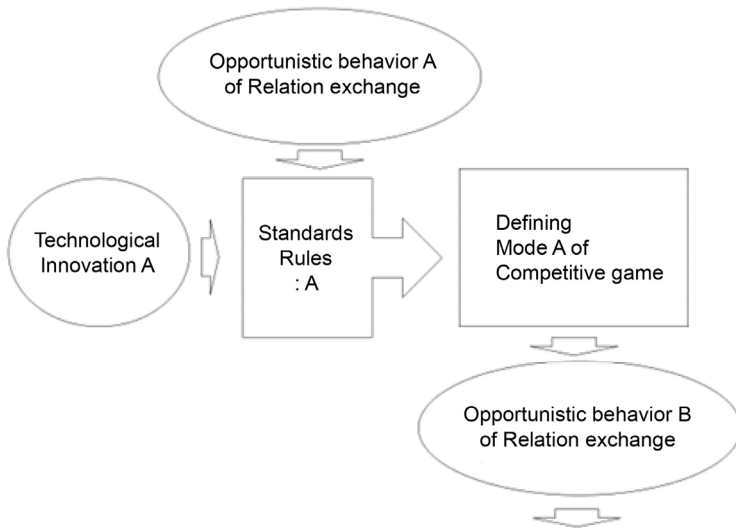 Opportunistic behavior A
of Relation exchange
Technological
Innovation A
Standards
Rules
: A
Defining
Mode A of
Competitive game
Opportunistic behavior B
of Relation exchange